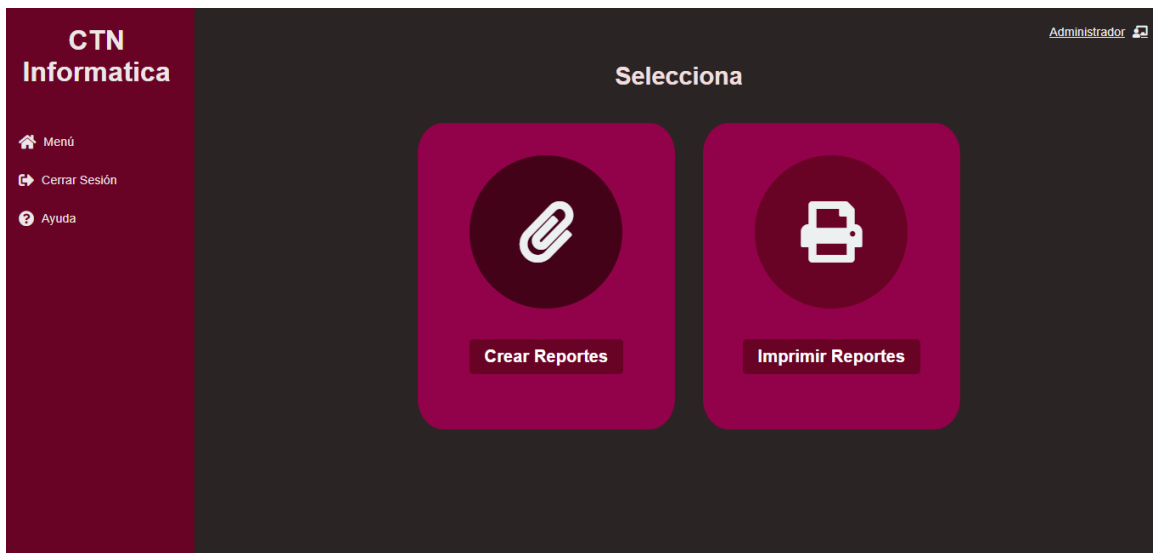 CTN
Informatica
Menú
Cerrar Sesión
Ayuda
Administrador
Selecciona
Crear Reportes
Imprimir Reportes